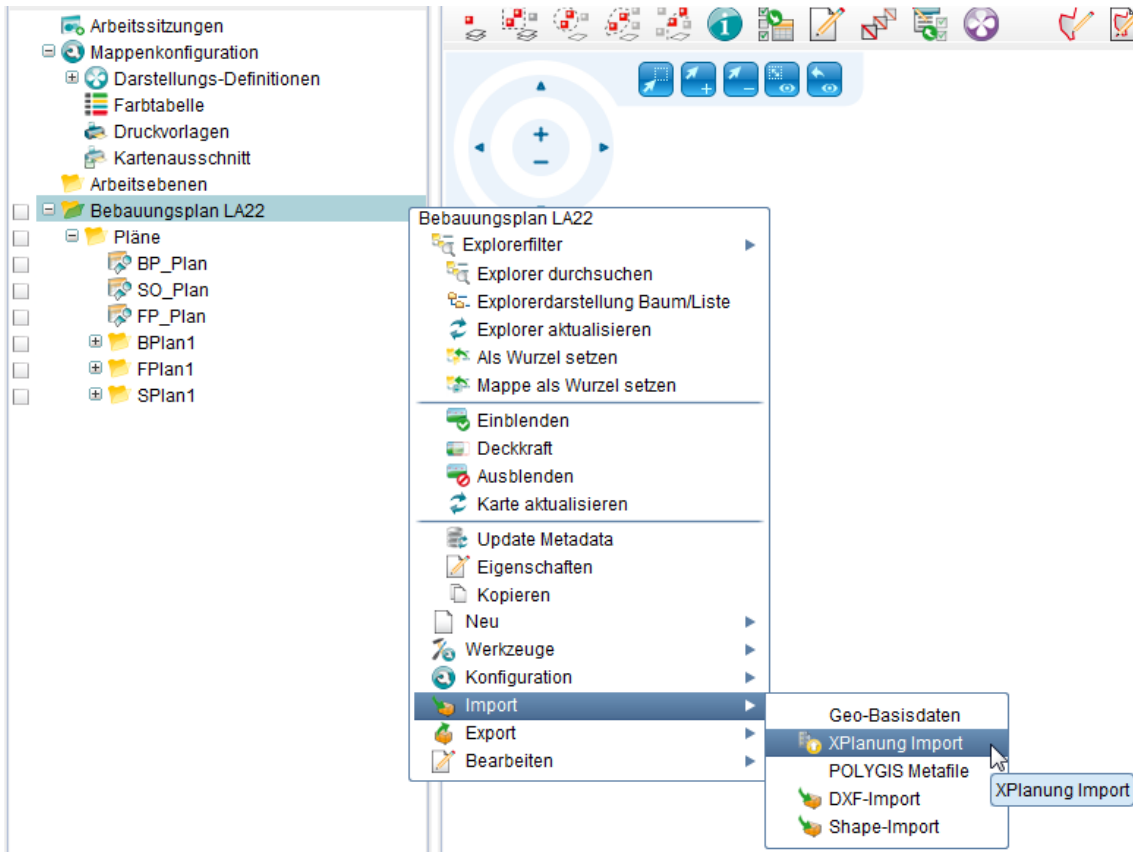 Arbeitssitzungen
Mappenkonfiguration
Darstellungs-Definitionen
Farbtabelle
Druckvorlagen
Kartenausschnitt
Arbeitsebenen
Bebauungsplan LA22
Pläne
BP_Plan
SO_Plan
FP_Plan
BPlan1
FPlan1
SPlan1
Bebauungsplan LA22
Explorerfilter
Explorer durchsuchen
Explorerdarstellung Baum/Liste
Explorer aktualisieren
Als Wurzel setzen
Mappe als Wurzel setzen
Einblenden
Deckkraft
Ausblenden
Karte aktualisieren
Update Metadata
Eigenschaften
Kopieren
Neu
Werkzeuge
Konfiguration
Import
Export
Bearbeiten
Geo-Basisdaten
XPlanung Import
POLYGIS Metafile
DXF-Import
Shape-Import
XPlanung Import